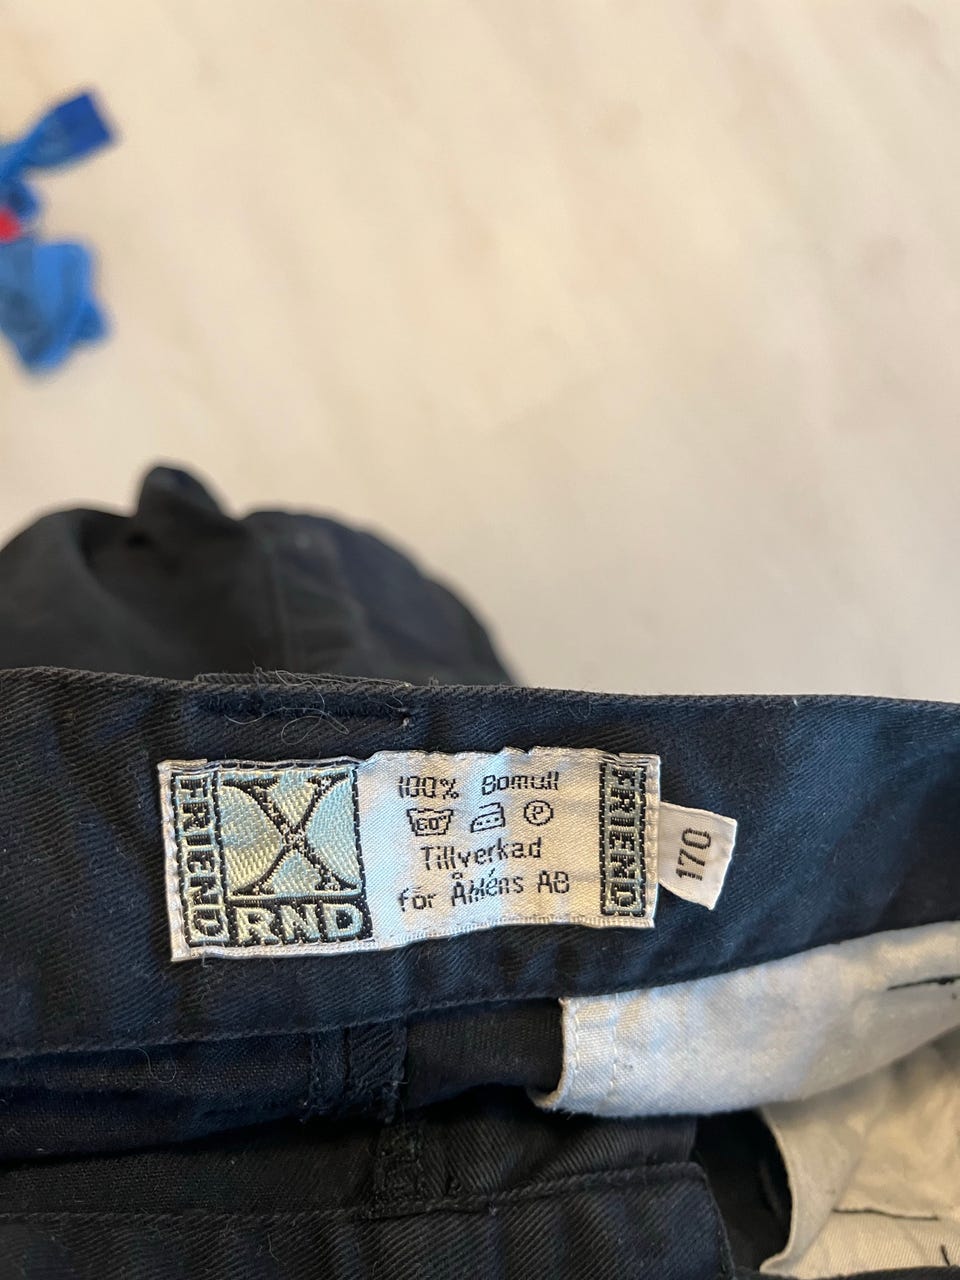 FRIEND
X
RND
100% Bomull
60 P
Tillverkad
för Åhléns AB
FRIEND
170